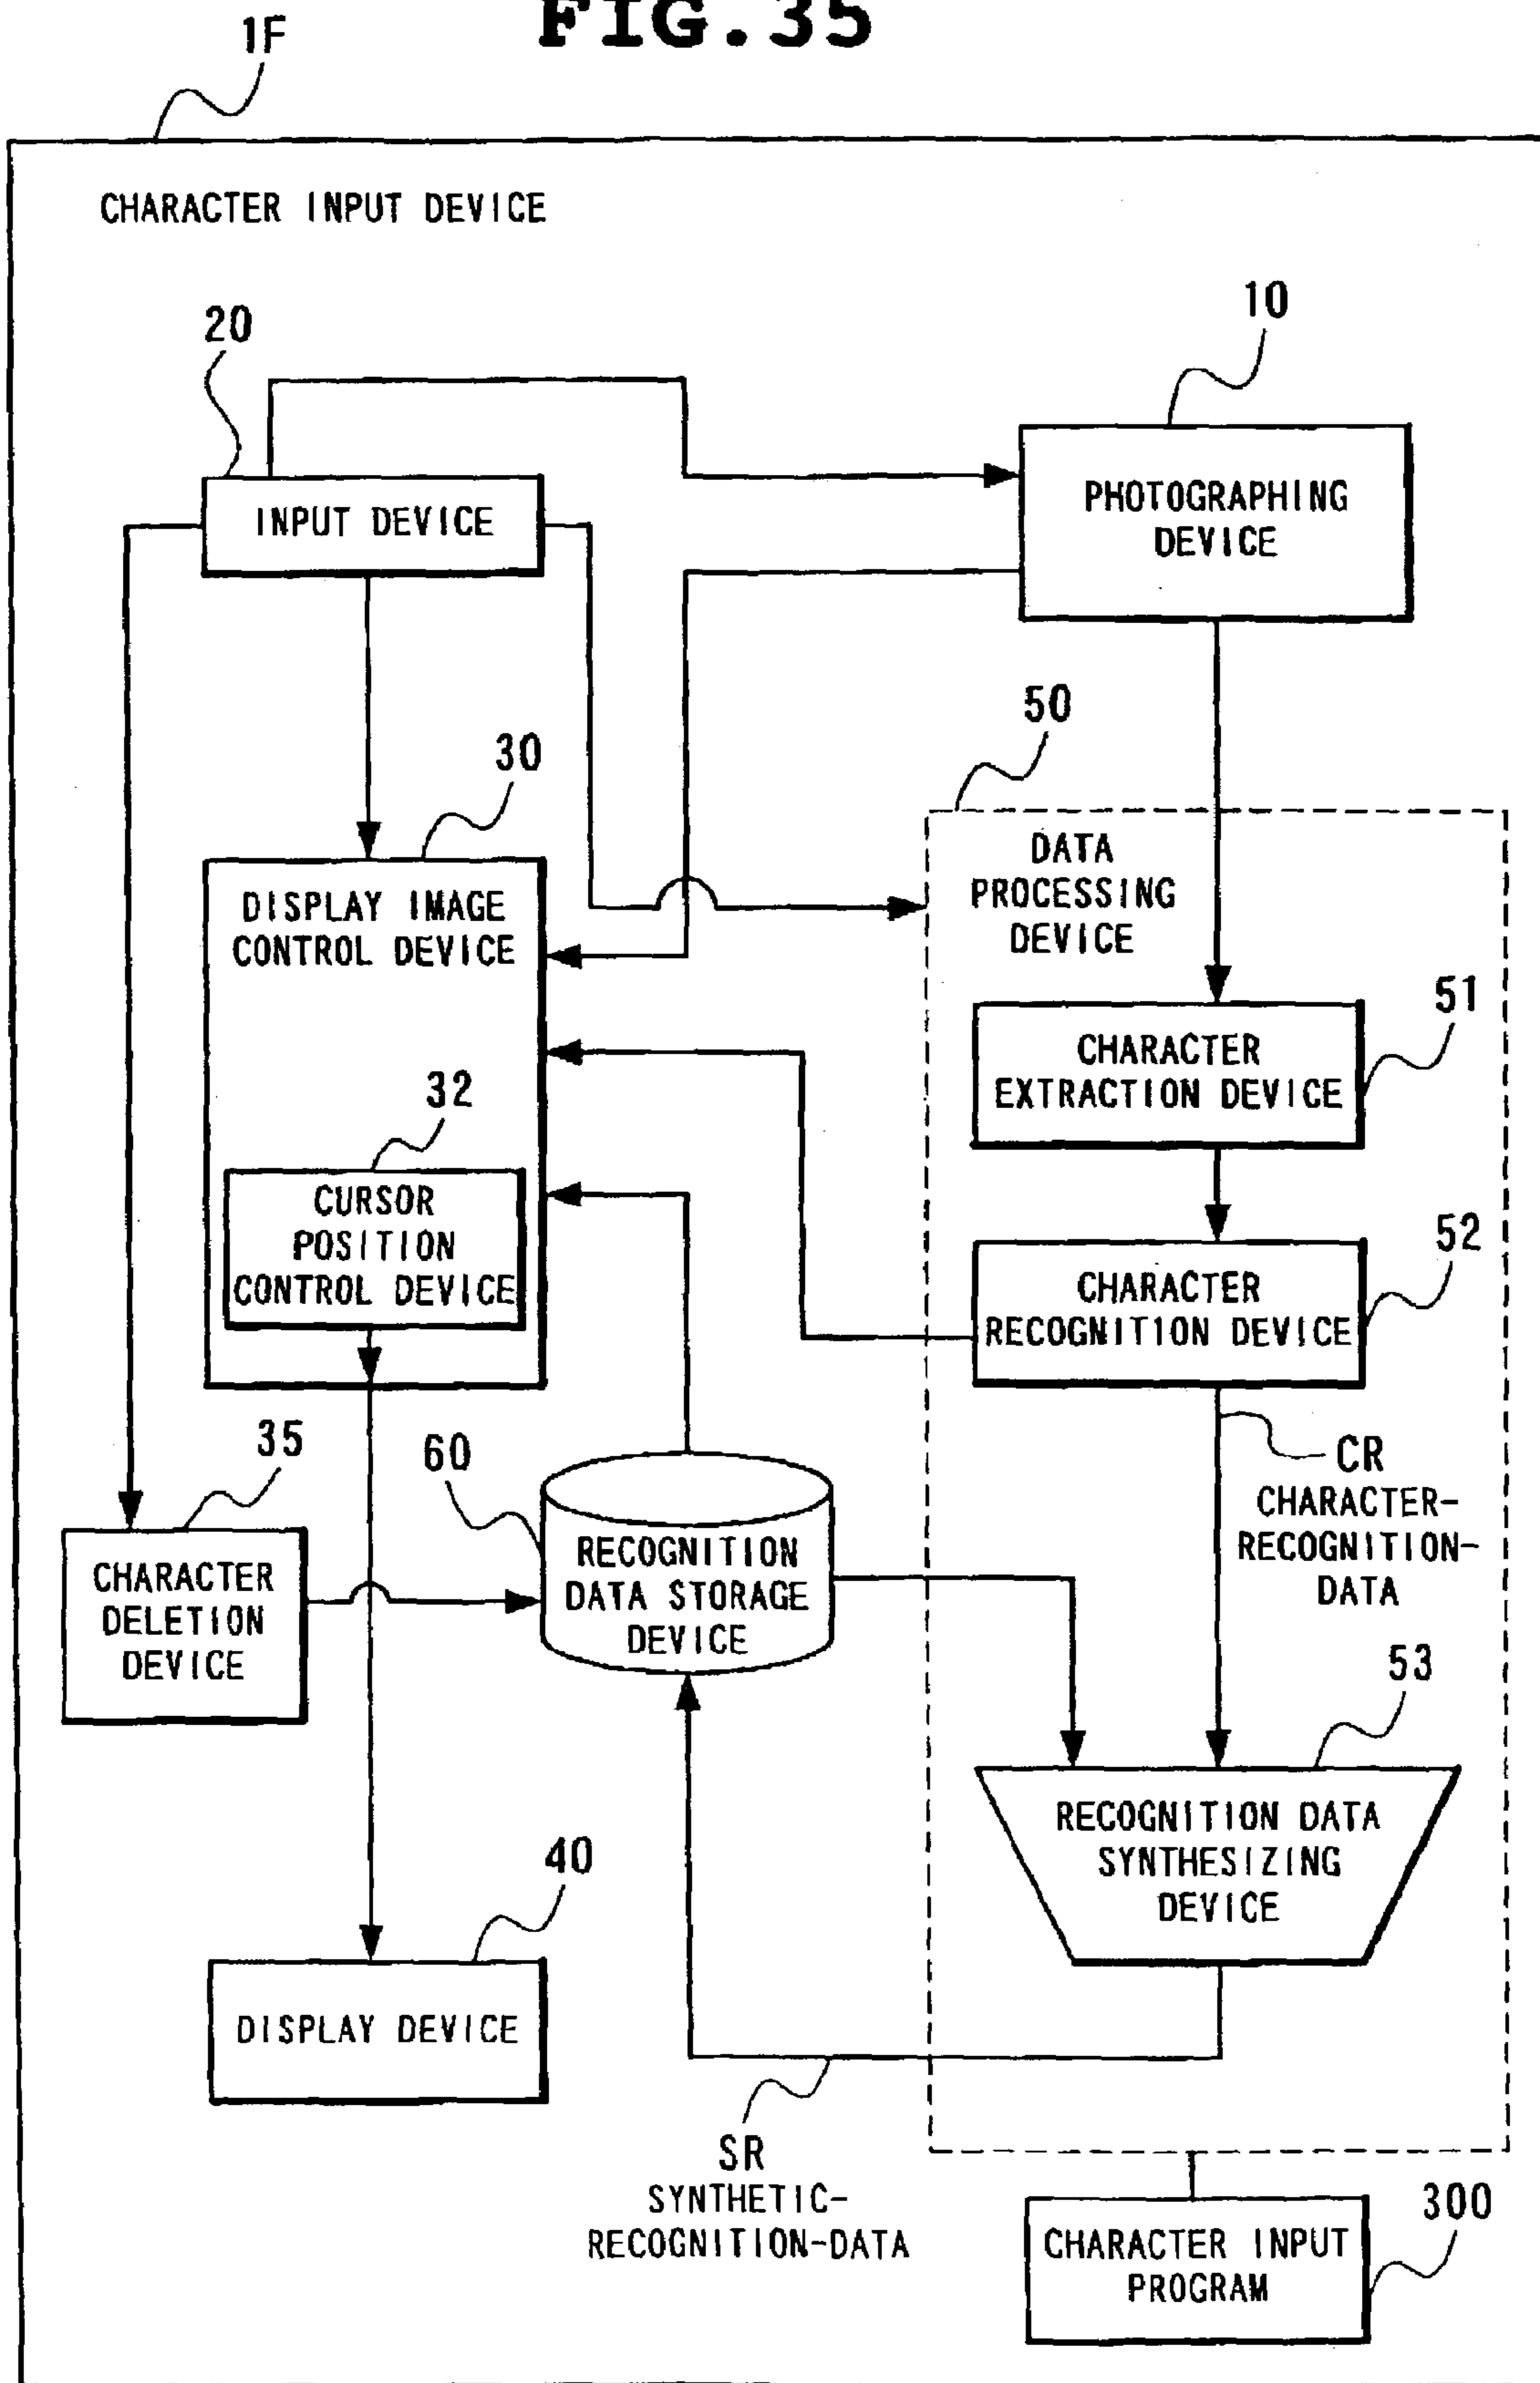 FIG.35
1F
CHARACTER INPUT DEVICE
20
10
INPUT DEVICE
PHOTOGRAPHING
DEVICE
50
30
DATA
PROCESSING
DEVICE
DISPLAY IMAGE
CONTROL DEVICE
51
CHARACTER
EXTRACTION DEVICE
32
CURSOR
POSITION
CONTROL DEVICE
52
CHARACTER
RECOGNITION DEVICE
35
60
CR
CHARACTER-
RECOGNITION-
DATA
CHARACTER
DELETION
DEVICE
RECOGNITION
DATA STORAGE
DEVICE
53
RECOGNITION DATA
SYNTHESIZING
DEVICE
40
DISPLAY DEVICE
SR
SYNTHETIC-
RECOGNITION-DATA
300
CHARACTER INPUT
PROGRAM